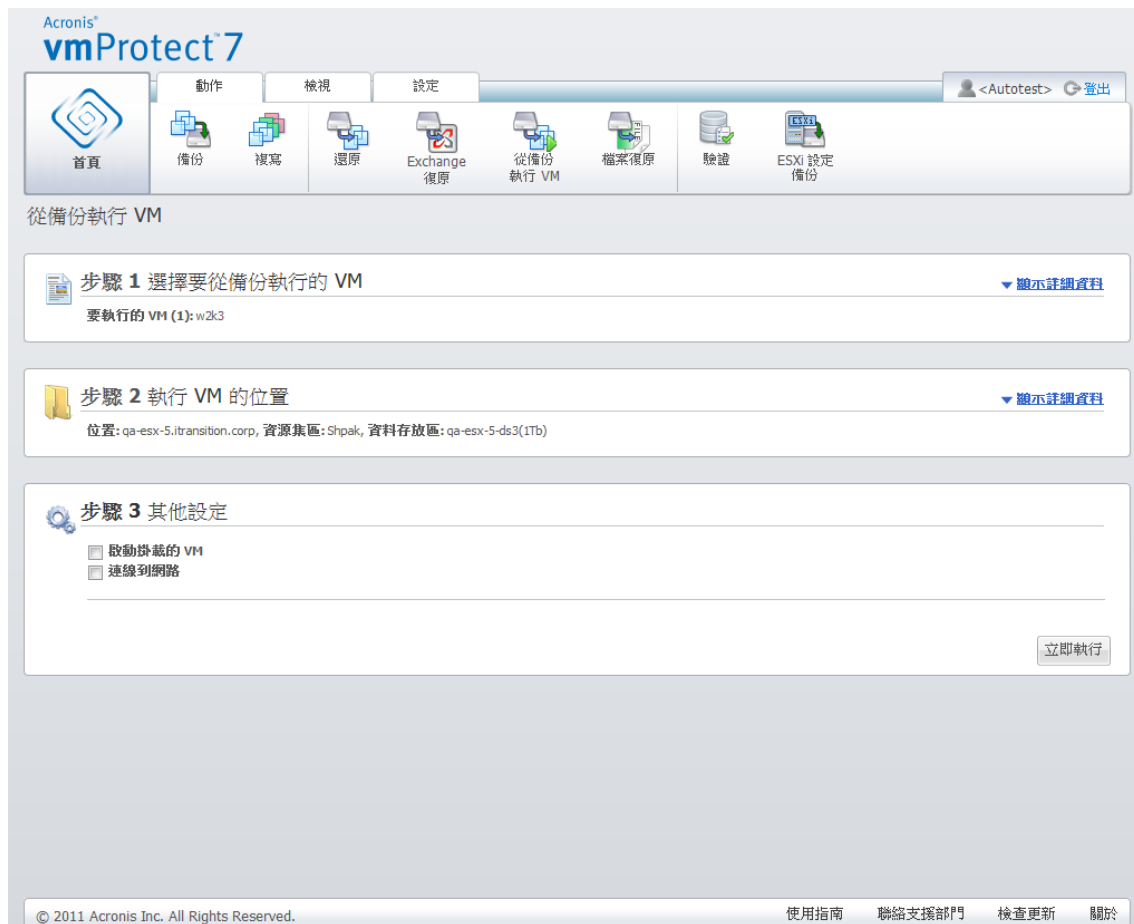 Acronis®
vmProtect™7
動作 檢視 設定
<Autotest> 登出
首頁
備份 複寫 還原 Exchange 復原 從備份 執行 VM 檔案復原 驗證 ESXi 設定 備份
從備份執行 VM
步驟 1 選擇要從備份執行的 VM
顯示詳細資料
要執行的 VM (1): w2k3
步驟 2 執行 VM 的位置
顯示詳細資料
位置: qa-esx-5.itransition.corp, 資源集區: Shpak, 資料存放區: qa-esx-5-ds3(1Tb)
步驟 3 其他設定
啟動掛載的 VM
連線到網路
立即執行
© 2011 Acronis Inc. All Rights Reserved.
使用指南 聯絡支援部門 檢查更新 關於